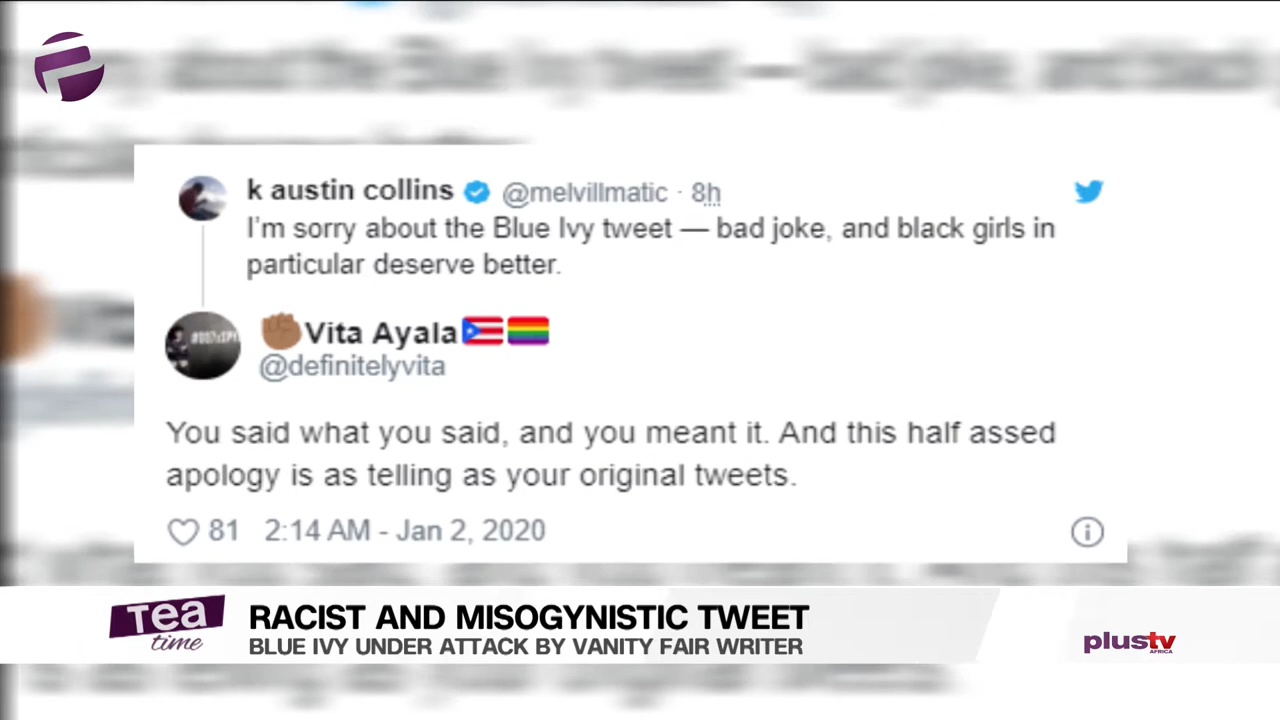 k austin collins @melvillmatic · 8h
I'm sorry about the Blue Ivy tweet — bad joke, and black girls in
particular deserve better.
Vita Ayala
@definitelyvita
You said what you said, and you meant it. And this half assed
apology is as telling as your original tweets.
81 2:14 AM - Jan 2, 2020
Tea
time
RACIST AND MISOGYNISTIC TWEET
BLUE IVY UNDER ATTACK BY VANITY FAIR WRITER
plustv
AFRICA